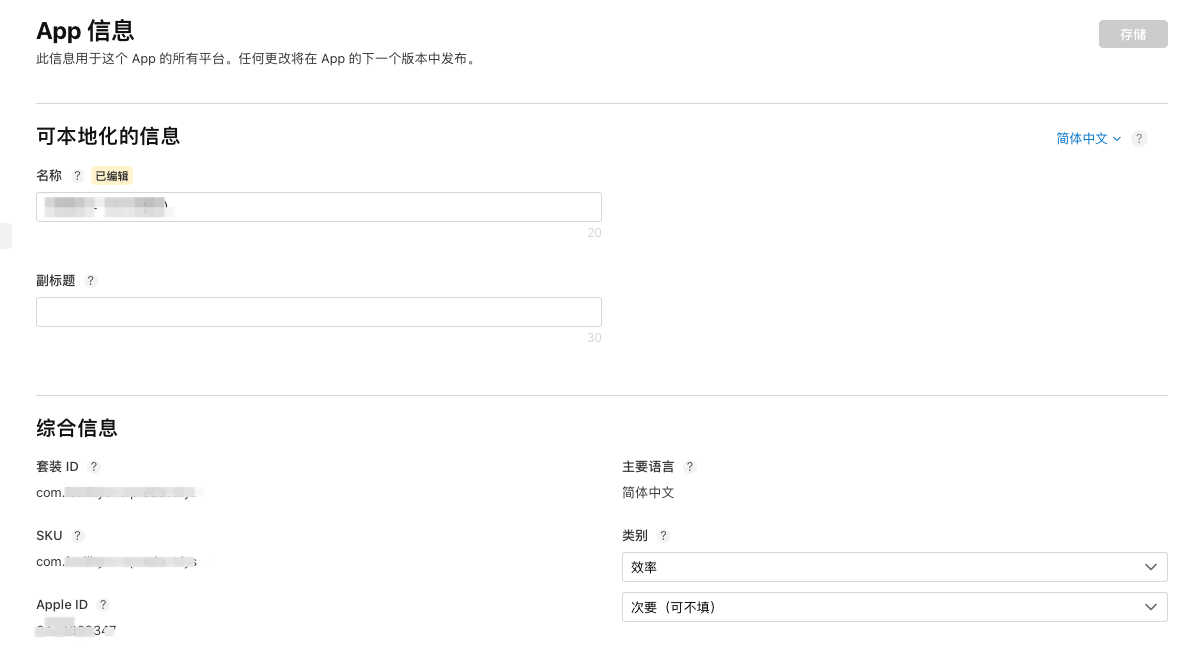 App 信息
存储
此信息用于这个 App 的所有平台。任何更改将在 App 的下一个版本中发布。
可本地化的信息
简体中文 ?
名称 ? 已编辑
20
副标题 ?
30
综合信息
套装 ID ?
com.
主要语言 ?
简体中文
SKU ?
com.
类别 ?
效率
次要（可不填）
Apple ID ?
347